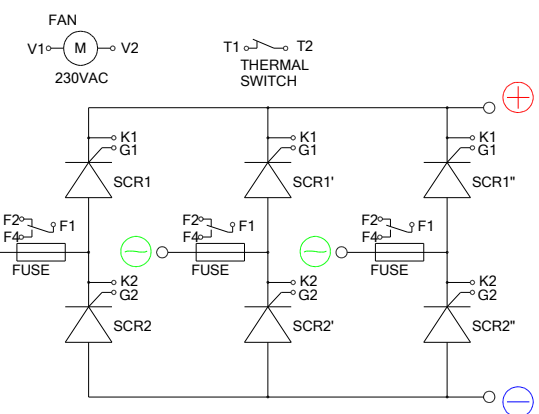 FAN
V1 M V2
230VAC
T1 T2
THERMAL
SWITCH
K1 K1 K1
G1 G1 G1
SCR1 SCR1' SCR1"
F2 F1 F2 F1 F2 F1
F4 F4 F4
FUSE FUSE FUSE
K2 K2 K2
G2 G2 G2
SCR2 SCR2' SCR2"